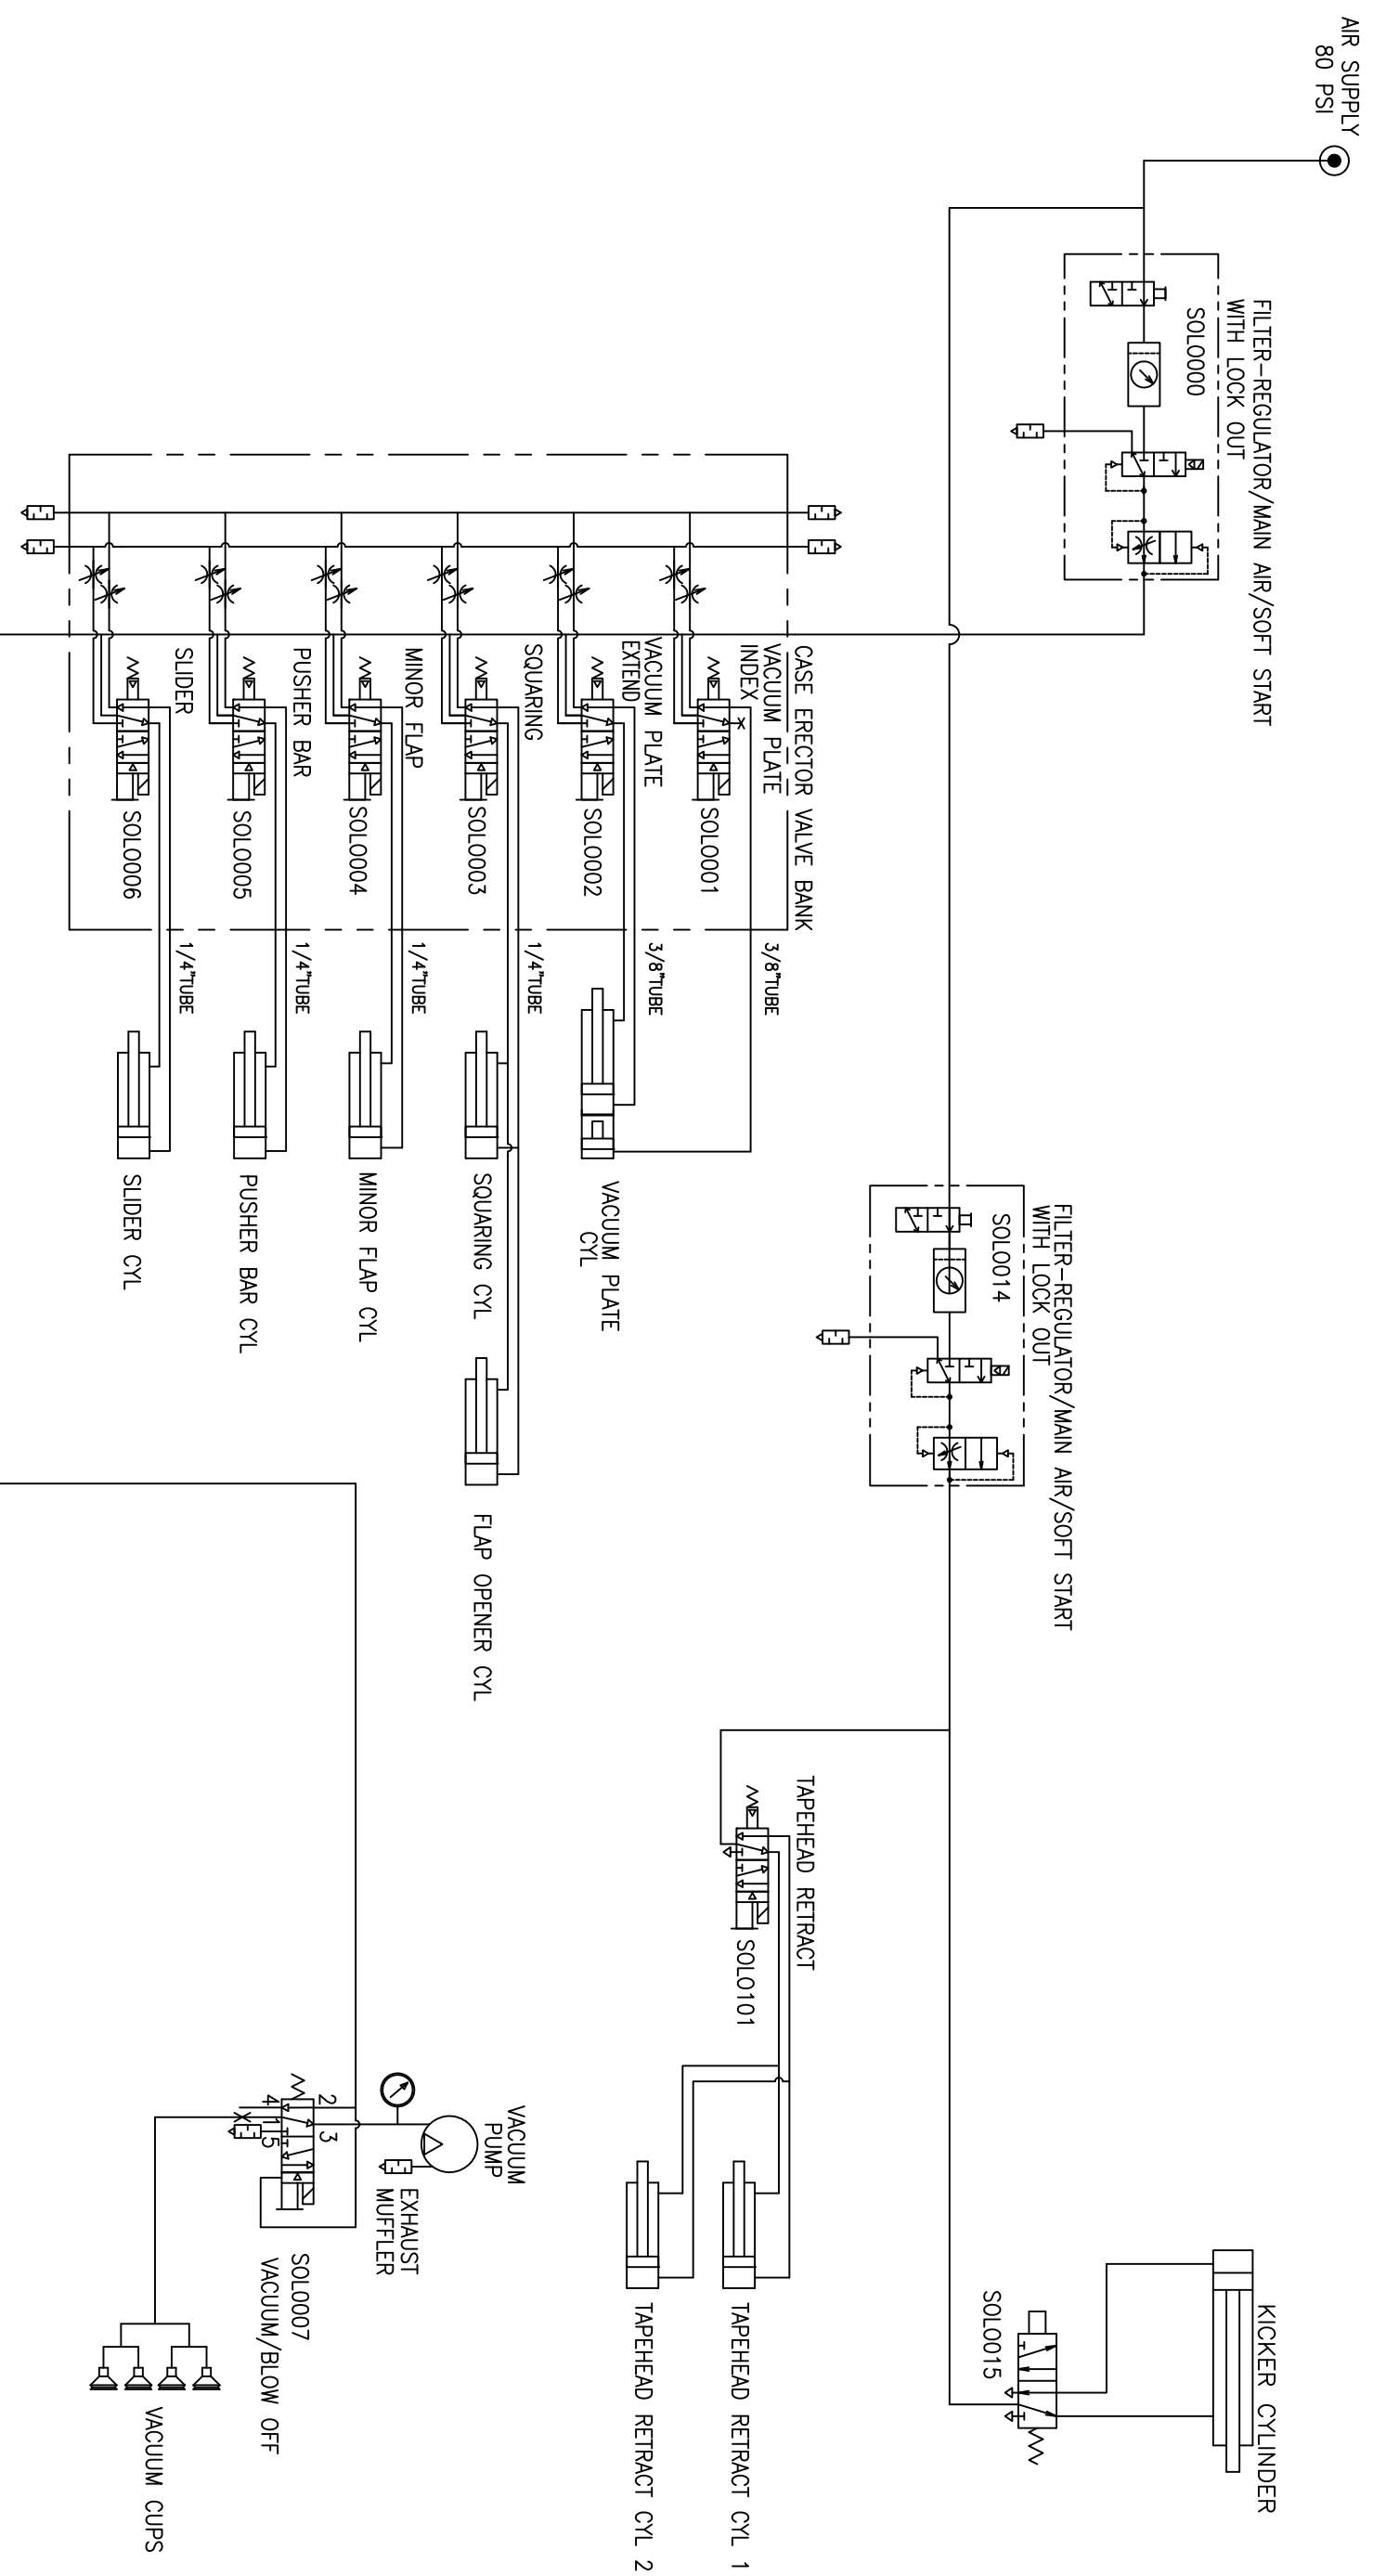 AIR SUPPLY
80 PSI
FILTER-REGULATOR/MAIN AIR/SOFT START
WITH LOCK OUT
SOL0000
CASE ERECTOR VALVE BANK
VACUUM PLATE
INDEX
SOL0001
3/8"TUBE
VACUUM PLATE
EXTEND
SOL0002
3/8"TUBE
VACUUM PLATE
CYL
SQUARING
SOL0003
1/4"TUBE
SQUARING CYL
FLAP OPENER CYL
MINOR FLAP
SOL0004
1/4"TUBE
MINOR FLAP CYL
PUSHER BAR
SOL0005
1/4"TUBE
PUSHER BAR CYL
SLIDER
SOL0006
1/4"TUBE
SLIDER CYL
FILTER-REGULATOR/MAIN AIR/SOFT START
WITH LOCK OUT
SOL0014
TAPEHEAD RETRACT
SOL0101
TAPEHEAD RETRACT CYL 1
TAPEHEAD RETRACT CYL 2
KICKER CYLINDER
SOL0015
VACUUM
PUMP
EXHAUST
MUFFLER
2
3
4
1
5
SOL0007
VACUUM/BLOW OFF
VACUUM CUPS